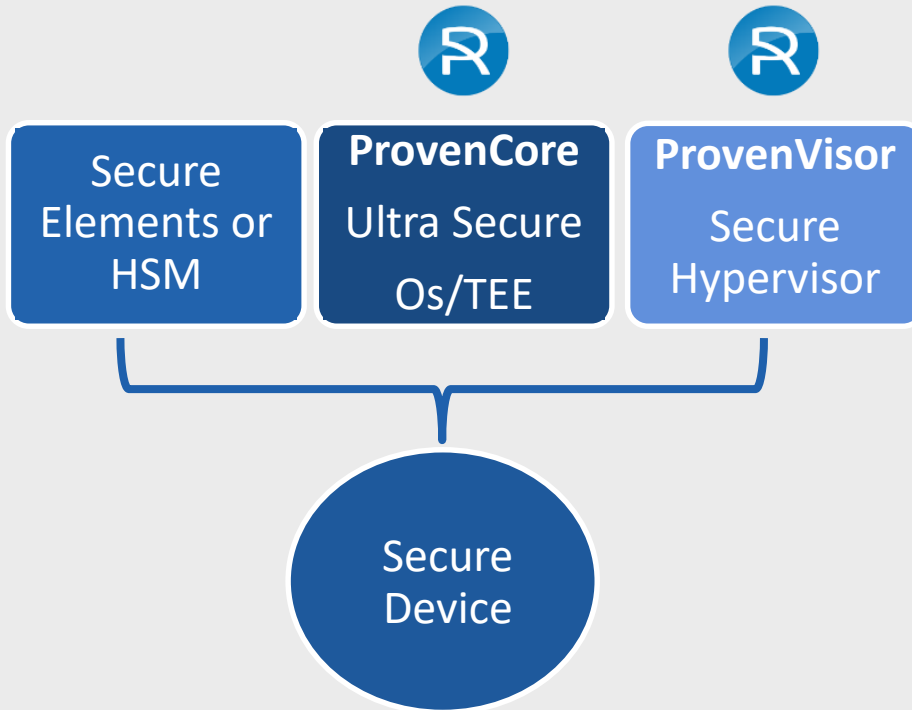 R
R
Secure
Elements or
HSM
ProvenCore
Ultra Secure
Os/TEE
ProvenVisor
Secure
Hypervisor
Secure
Device